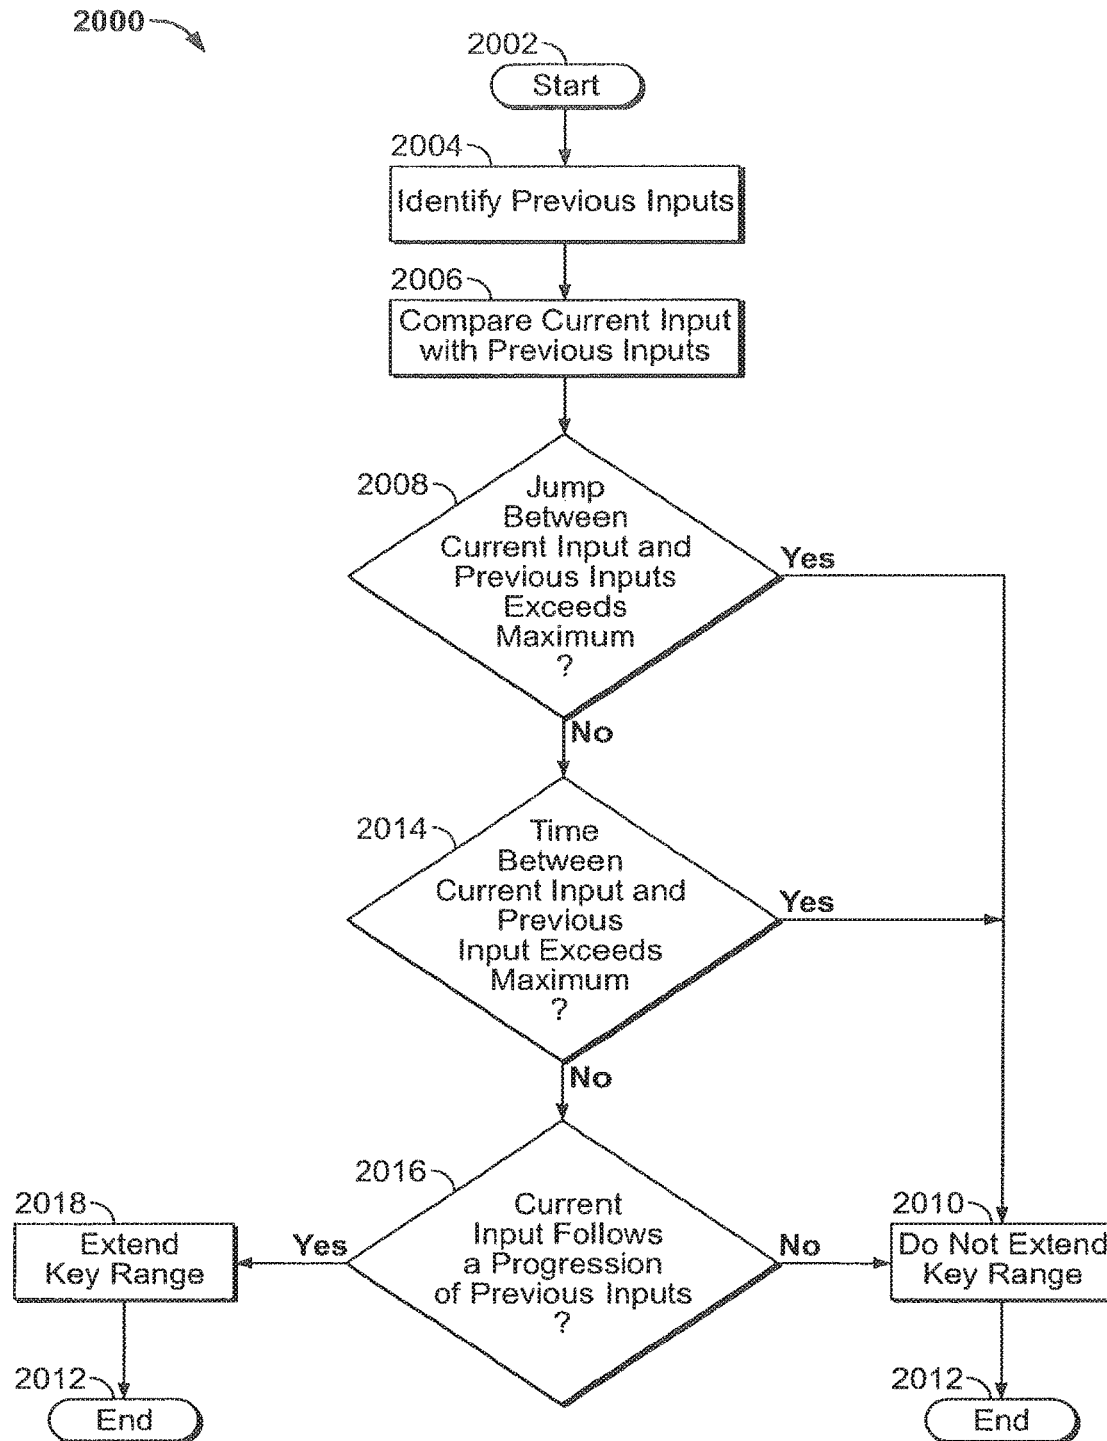 2000
2002
Start
2004
Identify Previous Inputs
2006
Compare Current Input
with Previous Inputs
2008
Jump
Between
Current Input and
Previous Inputs
Exceeds
Maximum
?
Yes
No
2014
Time
Between
Current Input and
Previous
Input Exceeds
Maximum
?
Yes
No
2016
Current
Input Follows
a Progression
of Previous Inputs
?
Yes
No
2018
Extend
Key Range
2010
Do Not Extend
Key Range
2012
End
2012
End